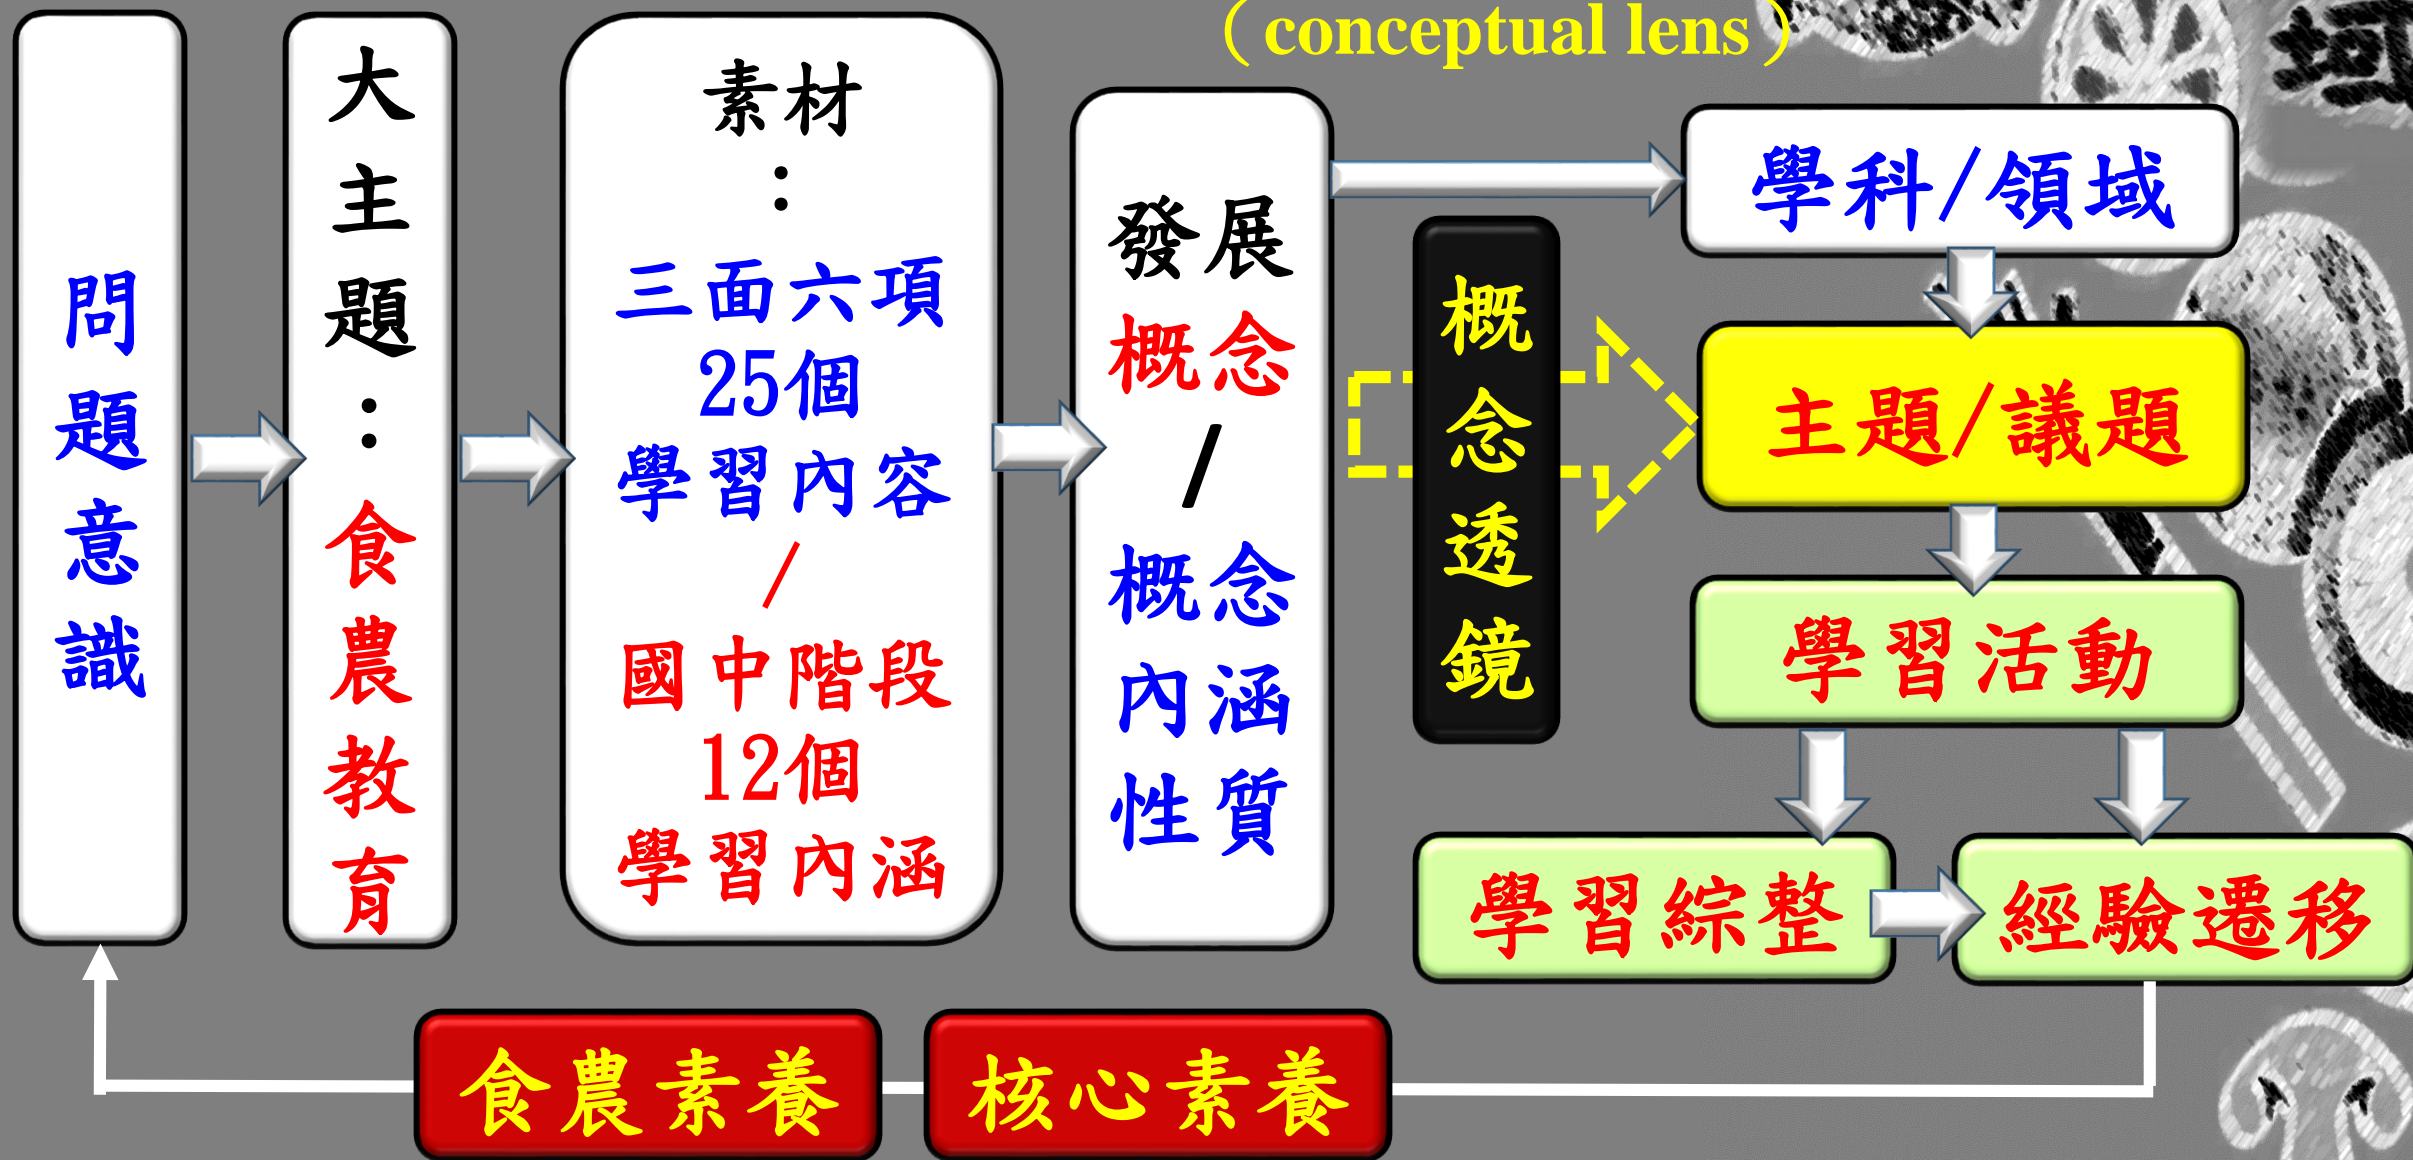 （conceptual lens）
問題意識
大主題：食農教育
素材
：
三面六項
25個
學習內容
/
國中階段
12個
學習內涵
發展
概念
/
概念
內涵
性質
概念透鏡
學科/領域
主題/議題
學習活動
學習綜整
經驗遷移
食農素養
核心素養
域